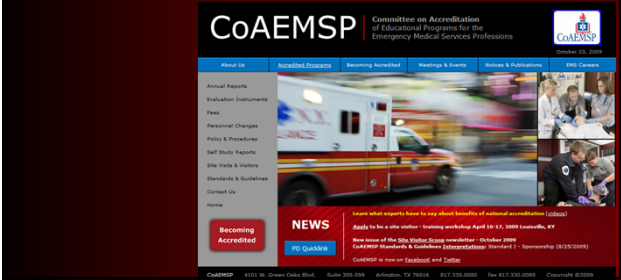 CoAEMSP
Committee on Accreditation
of Educational Programs for the
Emergency Medical Services Professions
CoAEMSP
October 23, 2009
About Us
Accredited Programs
Becoming Accredited
Meetings & Events
Notices & Publications
EMS Careers
Annual Reports
Evaluation Instruments
Fees
Personnel Changes
Policy & Procedures
Self Study Reports
Site Visits & Visitors
Standards & Guidelines
Contact Us
Home
Becoming
Accredited
NEWS
PD Quicklink
Learn what experts have to say about benefits of national accreditation (videos)
Apply to be a site visitor - training workshop April 16-17, 2009 Louisville, KY
New issue of the Site Visitor Scoop newsletter - October 2009
CoAEMSP Standards & Guidelines Interpretations: Standard I - Sponsorship (8/25/2009)
CoAEMSP is now on Facebook! and Twitter
CoAEMSP 4101 W. Green Oaks Blvd. Suite 305-599 Arlington, TX 76016 817.330.0080 fax 817.330.0089 Copyright ©2009